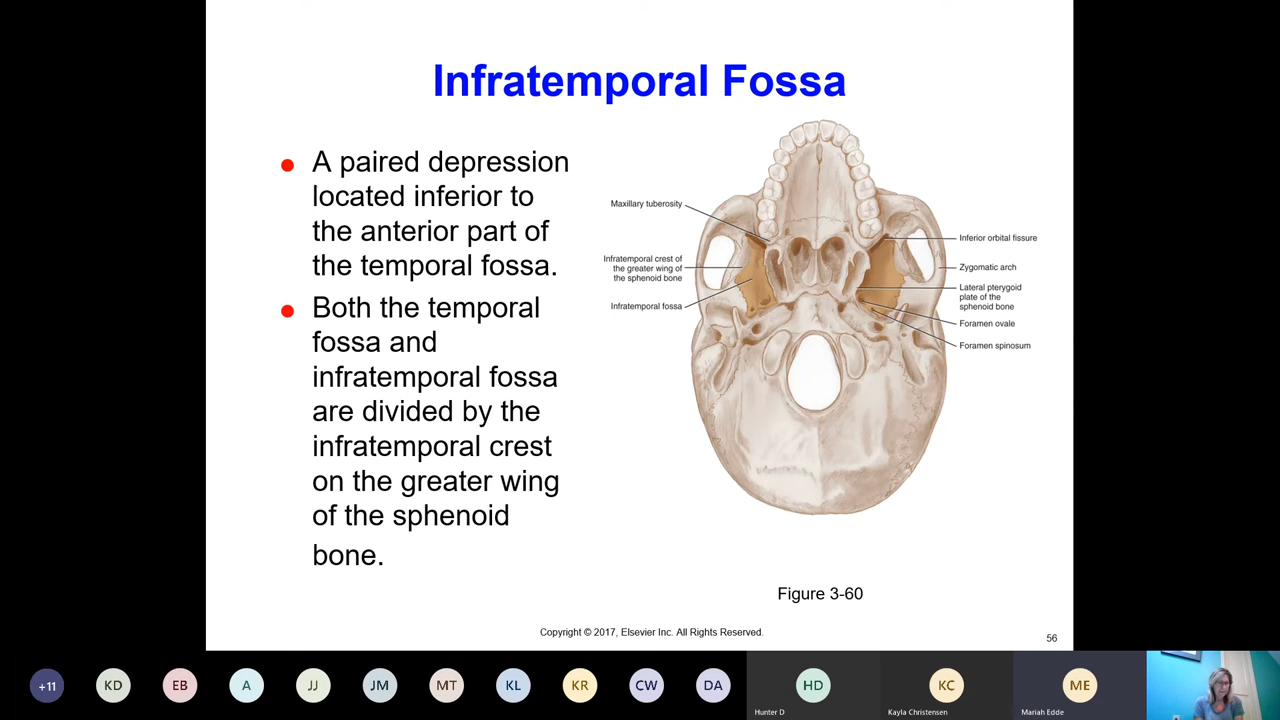 Infratemporal Fossa
A paired depression
located inferior to
the anterior part of
the temporal fossa.
Both the temporal
fossa and
infratemporal fossa
are divided by the
infratemporal crest
on the greater wing
of the sphenoid
bone.
Maxillary tuberosity
Infratemporal crest of
the greater wing of
the sphenoid bone
Infratemporal fossa
Inferior orbital fissure
Zygomatic arch
Lateral pterygoid
plate of the
sphenoid bone
Foramen ovale
Foramen spinosum
Figure 3-60
Copyright © 2017, Elsevier Inc. All Rights Reserved.
56
+11
KD
EB
A
JJ
JM
MT
KL
KR
CW
DA
HD
Hunter D
KC
Kayla Christensen
ME
Mariah Edde